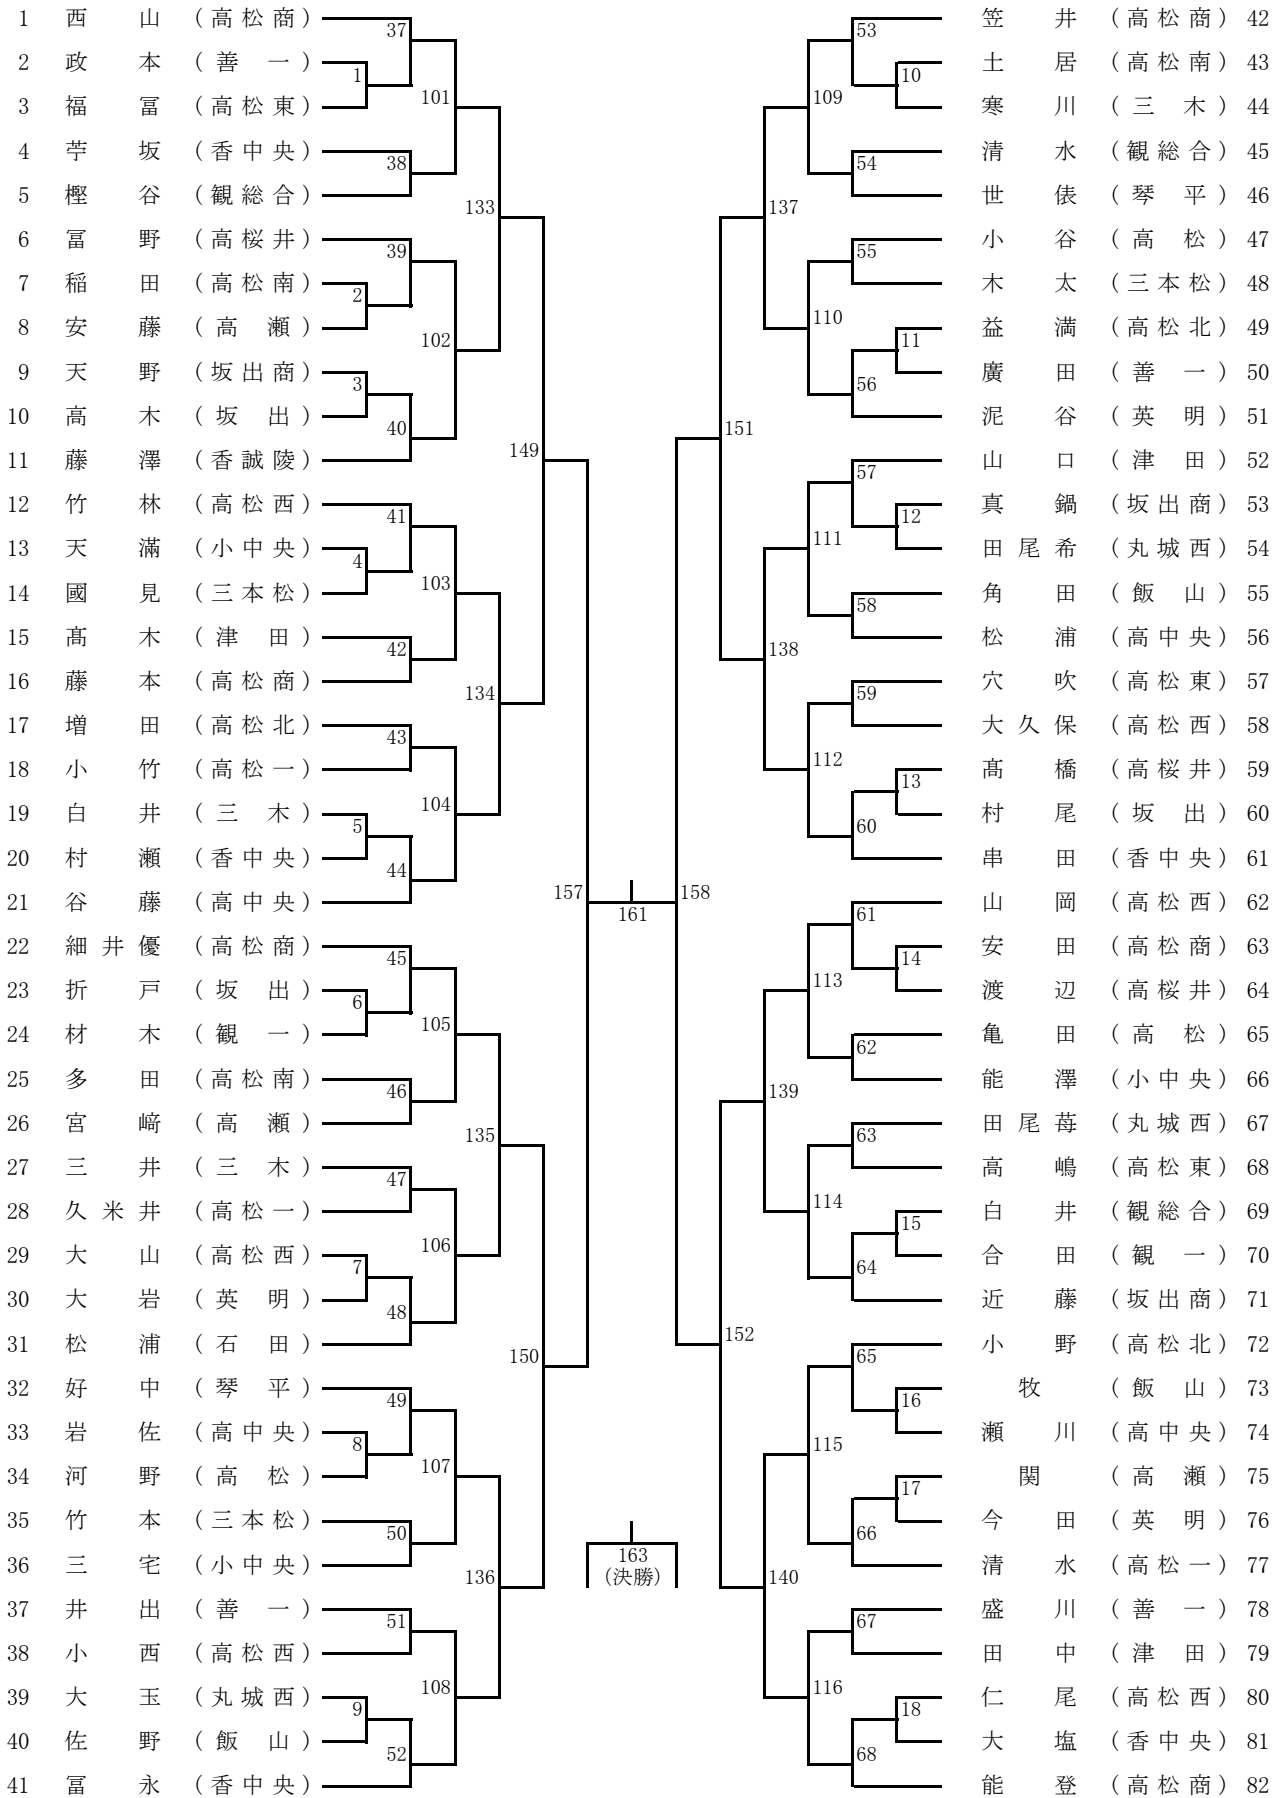 1 西山 (高松商)
2 政本 (善一)
3 福冨 (高松東)
4 苧坂 (香中央)
5 樫谷 (観総合)
6 冨野 (高桜井)
7 稲田 (高松南)
8 安藤 (高瀬)
9 天野 (坂出商)
10 高木 (坂出)
11 藤澤 (香誠陵)
12 竹林 (高松西)
13 天滿 (小中央)
14 國見 (三本松)
15 髙木 (津田)
16 藤本 (高松商)
17 増田 (高松北)
18 小竹 (高松一)
19 白井 (三木)
20 村瀬 (香中央)
21 谷藤 (高中央)
22 細井優 (高松商)
23 折戸 (坂出)
24 材木 (観一)
25 多田 (高松南)
26 宮﨑 (高瀬)
27 三井 (三木)
28 久米井 (高松一)
29 大山 (高松西)
30 大岩 (英明)
31 松浦 (石田)
32 好中 (琴平)
33 岩佐 (高中央)
34 河野 (高松)
35 竹本 (三本松)
36 三宅 (小中央)
37 井出 (善一)
38 小西 (高松西)
39 大玉 (丸城西)
40 佐野 (飯山)
41 冨永 (香中央)
1
2
3
4
5
6
7
8
9
37
38
39
40
41
42
43
44
45
46
47
48
49
50
51
52
101
102
103
104
105
106
107
108
133
134
135
136
149
150
157
161
163
(決勝)
158
151
152
137
138
139
140
109
110
111
112
113
114
115
116
53
54
55
56
57
58
59
60
61
62
63
64
65
66
67
68
10
11
12
13
14
15
16
17
18
笠井 (高松商) 42
土居 (高松南) 43
寒川 (三木) 44
清水 (観総合) 45
世俵 (琴平) 46
小谷 (高松) 47
木太 (三本松) 48
益満 (高松北) 49
廣田 (善一) 50
泥谷 (英明) 51
山口 (津田) 52
真鍋 (坂出商) 53
田尾希 (丸城西) 54
角田 (飯山) 55
松浦 (高中央) 56
穴吹 (高松東) 57
大久保 (高松西) 58
髙橋 (高桜井) 59
村尾 (坂出) 60
串田 (香中央) 61
山岡 (高松西) 62
安田 (高松商) 63
渡辺 (高桜井) 64
亀田 (高松) 65
能澤 (小中央) 66
田尾苺 (丸城西) 67
高嶋 (高松東) 68
白井 (観総合) 69
合田 (観一) 70
近藤 (坂出商) 71
小野 (高松北) 72
牧 (飯山) 73
瀬川 (高中央) 74
関 (高瀬) 75
今田 (英明) 76
清水 (高松一) 77
盛川 (善一) 78
田中 (津田) 79
仁尾 (高松西) 80
大塩 (香中央) 81
能登 (高松商) 82